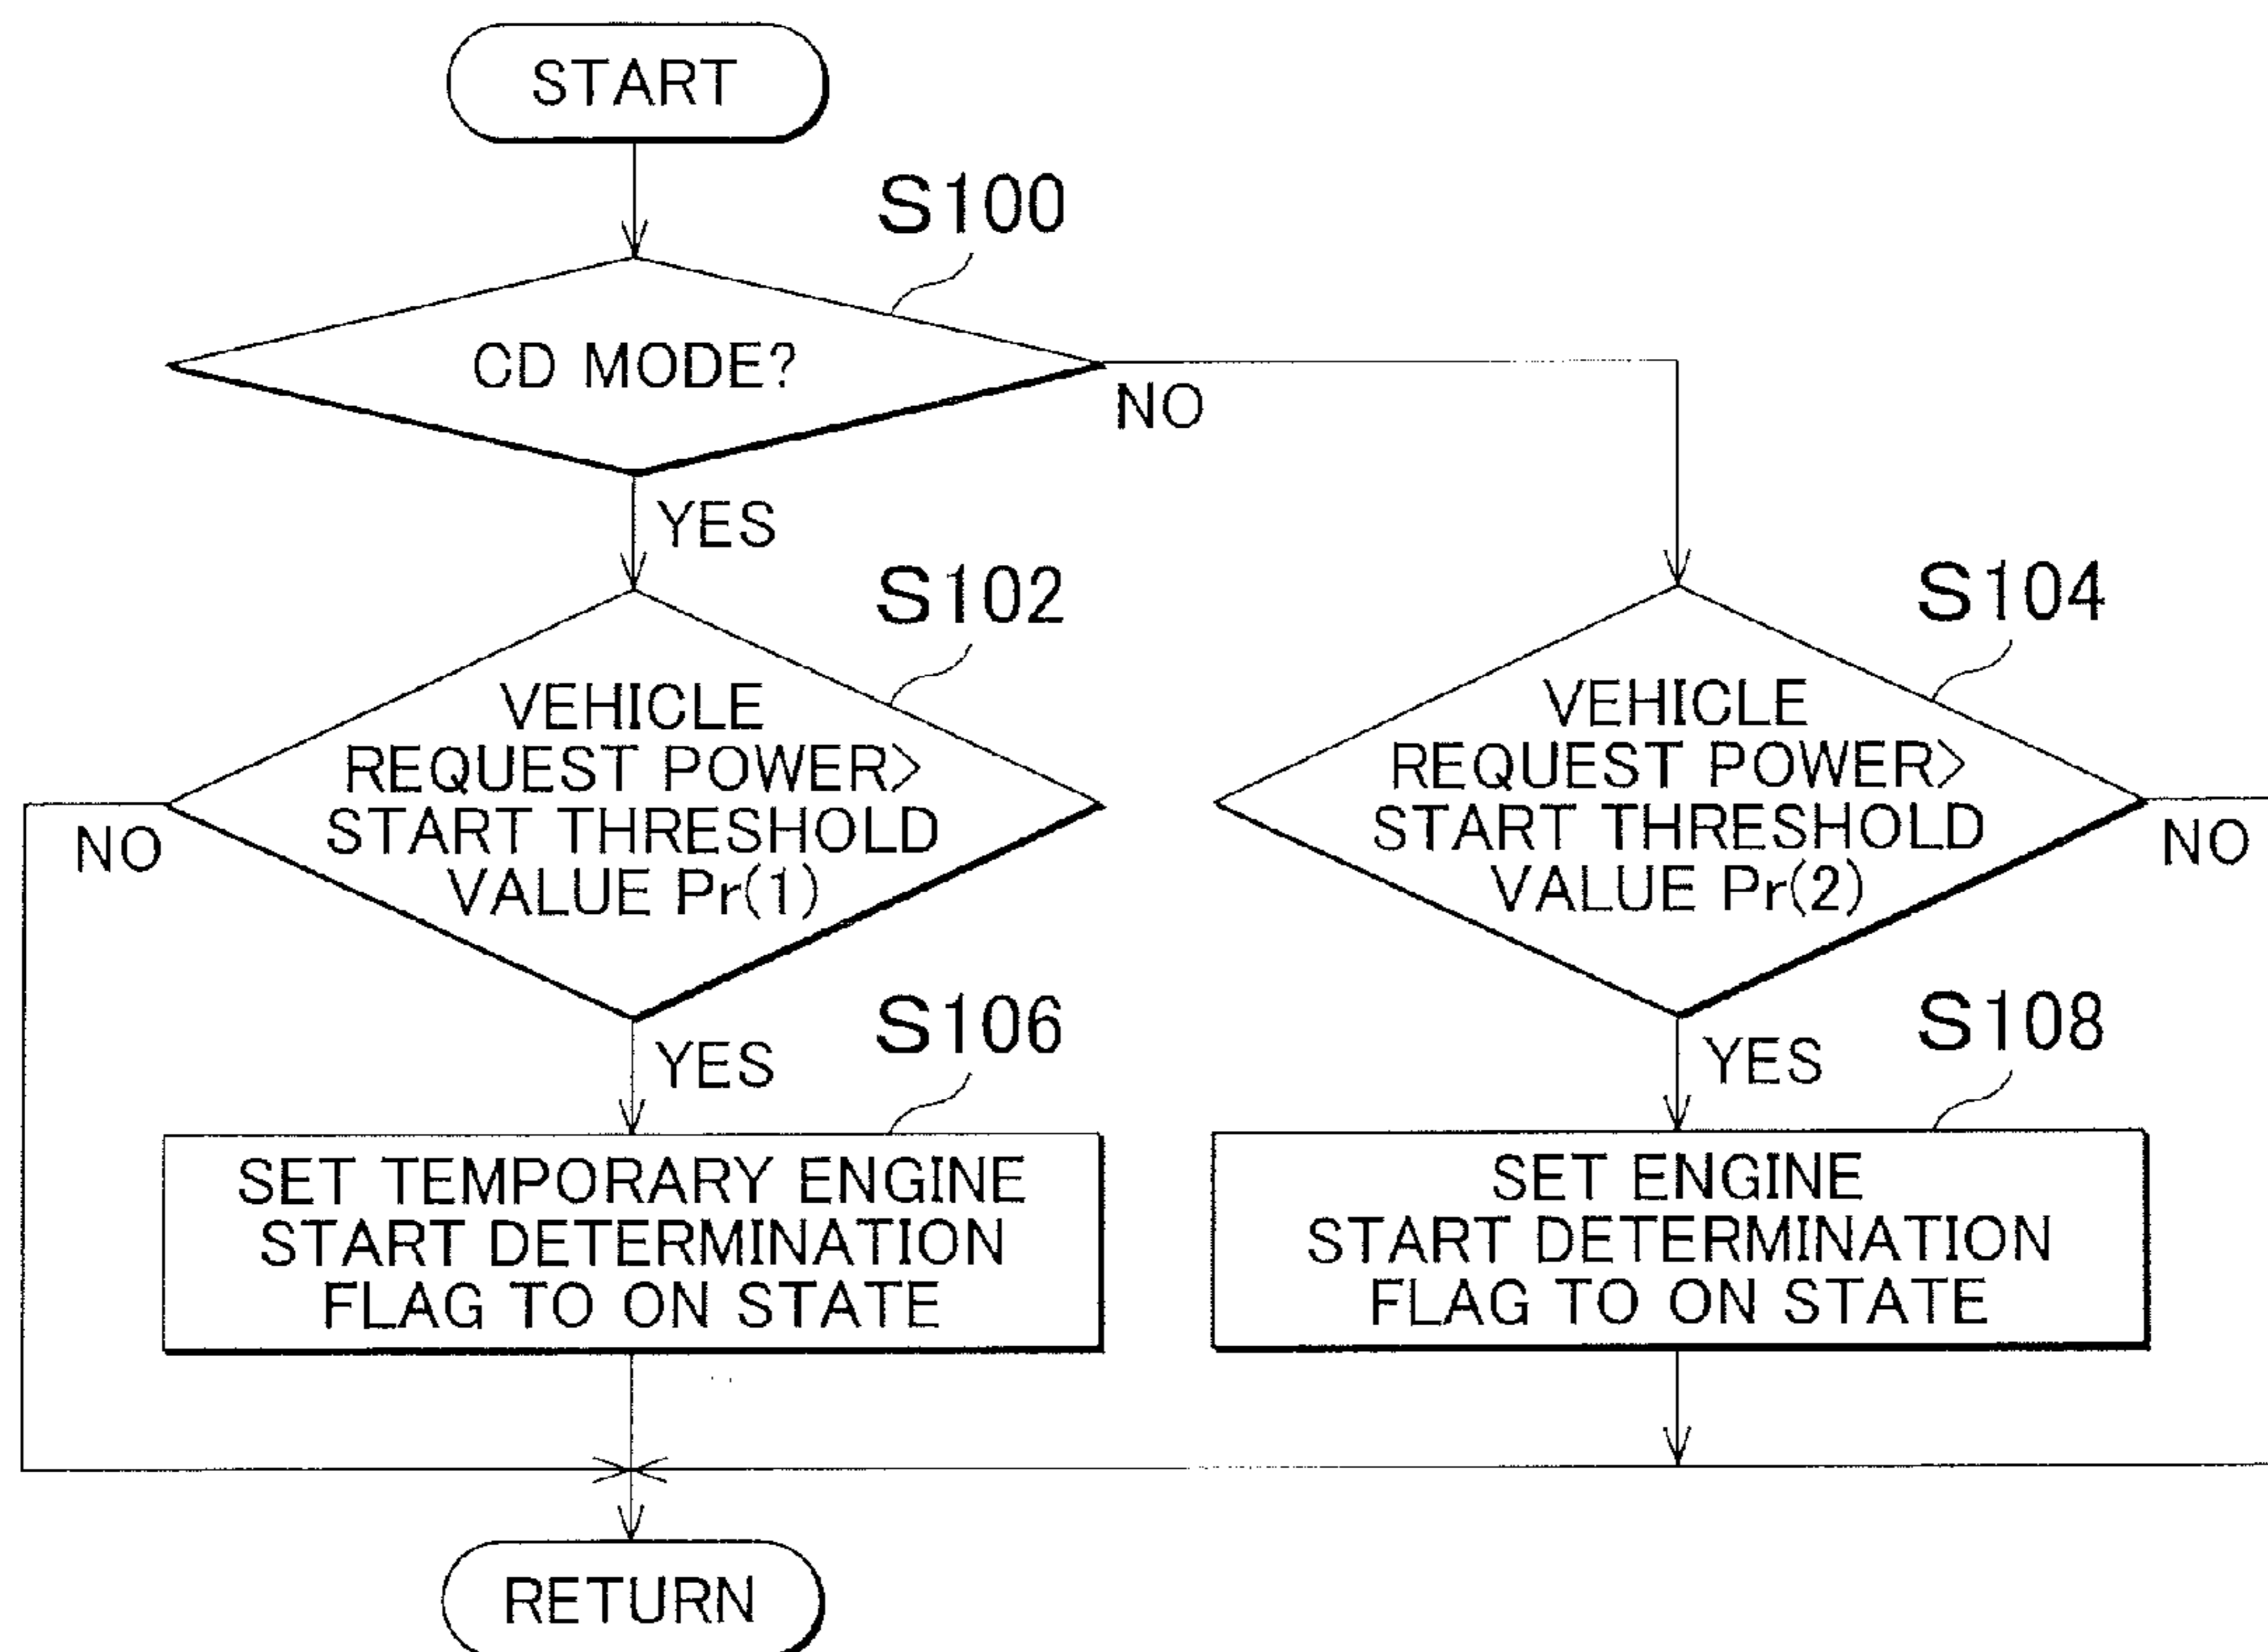 START
S100
CD MODE?
NO
YES
S102
VEHICLE
REQUEST POWER>
START THRESHOLD
VALUE Pr(1)
NO
YES
S104
VEHICLE
REQUEST POWER>
START THRESHOLD
VALUE Pr(2)
NO
YES
S106
SET TEMPORARY ENGINE
START DETERMINATION
FLAG TO ON STATE
S108
SET ENGINE
START DETERMINATION
FLAG TO ON STATE
RETURN